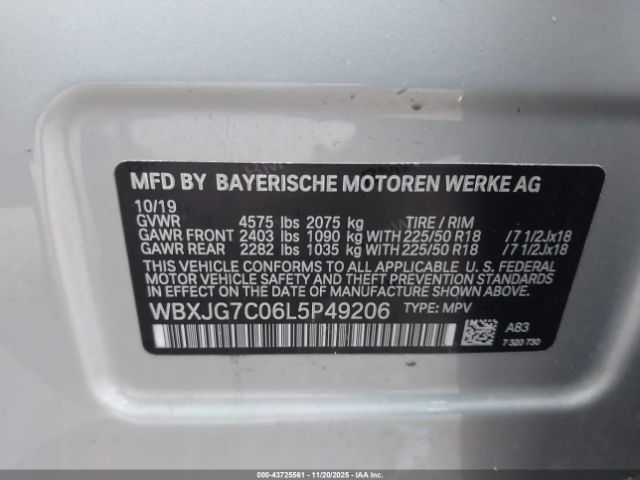 MFD BY BAYERISCHE MOTOREN WERKE AG
10/19
GVWR 4575 lbs 2075 kg TIRE / RIM
GAWR FRONT 2403 lbs 1090 kg WITH 225/50 R18 /7 1/2Jx18
GAWR REAR 2282 lbs 1035 kg WITH 225/50 R18 /7 1/2Jx18
THIS VEHICLE CONFORMS TO ALL APPLICABLE U. S. FEDERAL
MOTOR VEHICLE SAFETY, BUMPER, AND THEFT PREVENTION
STANDARDS IN EFFECT ON THE DATE OF MANUFACTURE SHOWN ABOVE.
WBXJG7C06L5P49206 TYPE: MPV
A83
7 320 730
000-43725561 - 11/20/2025 - IAAI.com